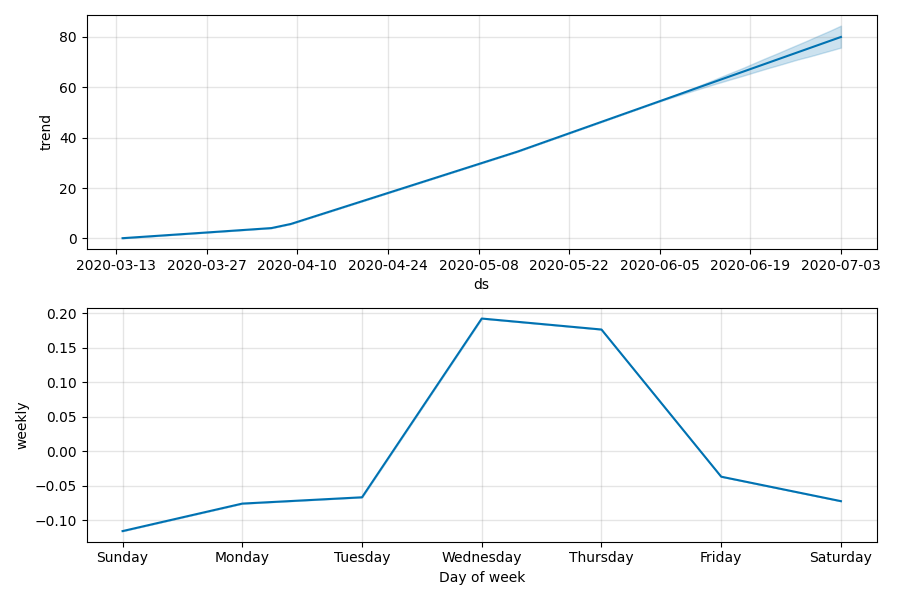 80
60
40
20
0
trend
2020-03-13 2020-03-27 2020-04-10 2020-04-24 2020-05-08 2020-05-22 2020-06-05 2020-06-19 2020-07-03
ds
0.20
0.15
0.10
0.05
0.00
−0.05
−0.10
weekly
Sunday Monday Tuesday Wednesday Thursday Friday Saturday
Day of week